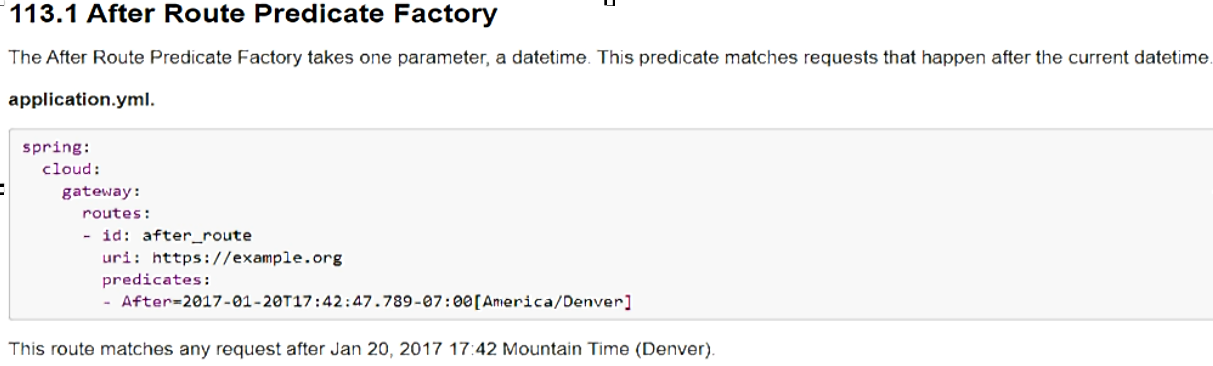 113.1 After Route Predicate Factory
The After Route Predicate Factory takes one parameter, a datetime. This predicate matches requests that happen after the current datetime.
application.yml.
spring:
  cloud:
    gateway:
      routes:
      - id: after_route
        uri: https://example.org
        predicates:
        - After=2017-01-20T17:42:47.789-07:00[America/Denver]
This route matches any request after Jan 20, 2017 17:42 Mountain Time (Denver).